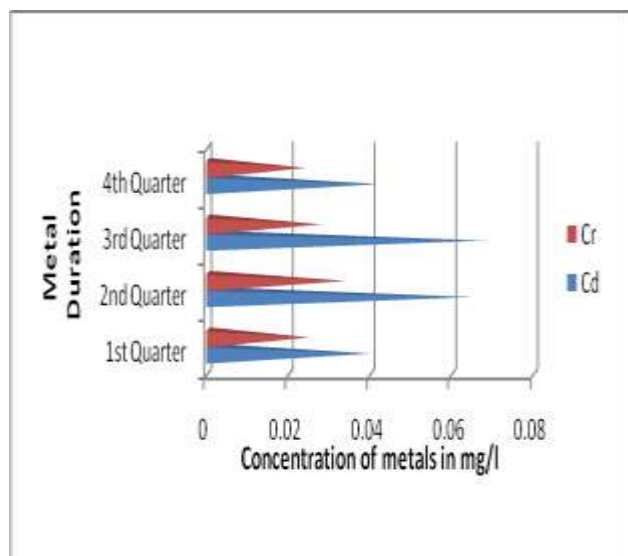 4th Quarter
3rd Quarter
2nd Quarter
1st Quarter
Metal
Duration
Cr
Cd
0 0.02 0.04 0.06 0.08
Concentration of metals in mg/l